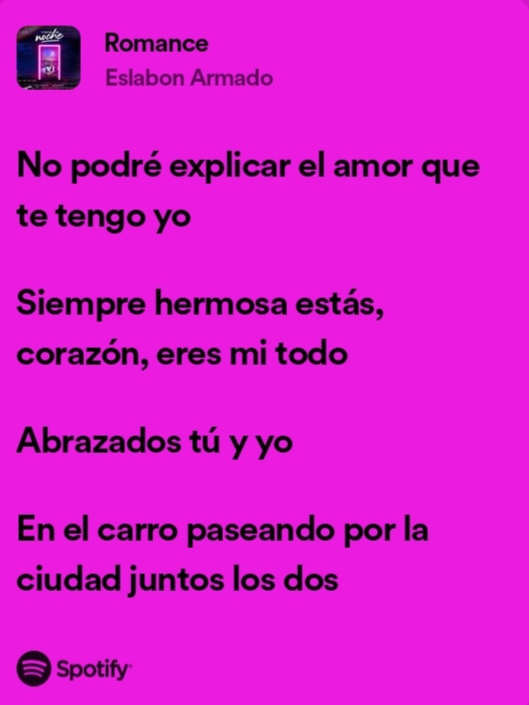 noche
Romance
Eslabon Armado
No podré explicar el amor que
te tengo yo
Siempre hermosa estás,
corazón, eres mi todo
Abrazados tú y yo
En el carro paseando por la
ciudad juntos los dos
Spotify